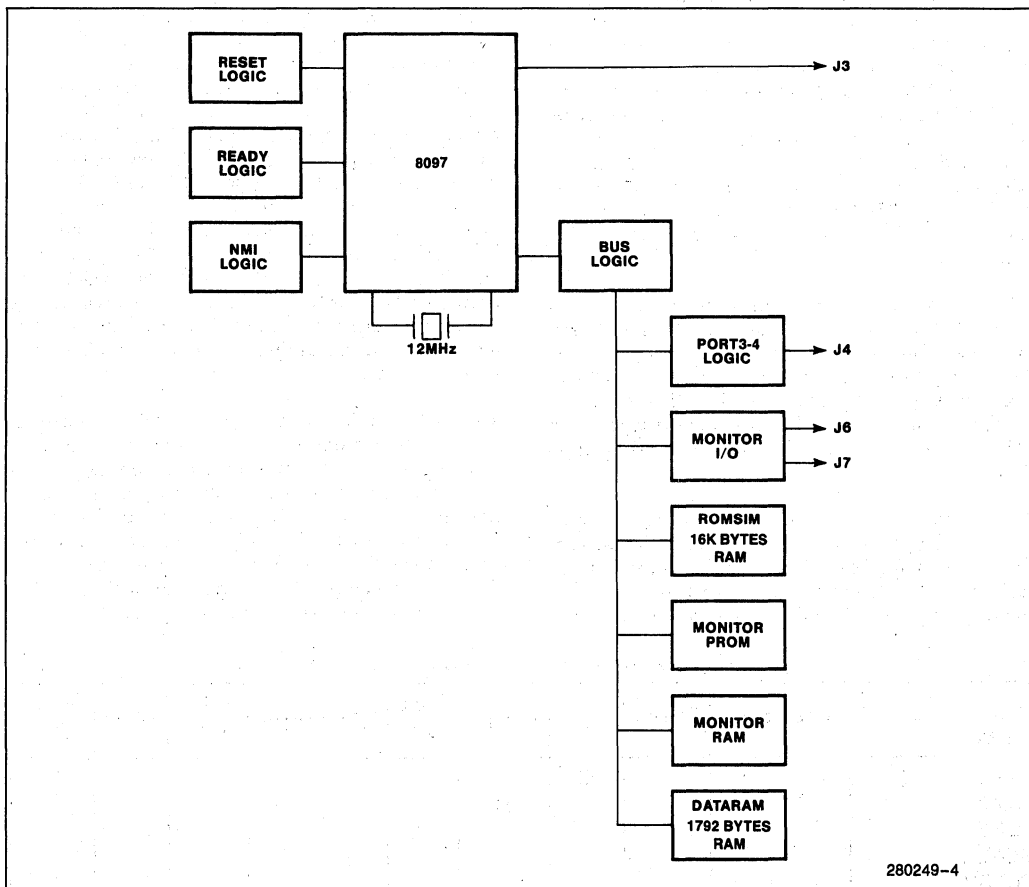 RESET
LOGIC
J3
READY
LOGIC
8097
NMI
LOGIC
BUS
LOGIC
12MHz
PORT3-4
LOGIC
J4
MONITOR
I/O
J6
J7
ROMSIM
16K BYTES
RAM
MONITOR
PROM
MONITOR
RAM
DATARAM
1792 BYTES
RAM
280249-4